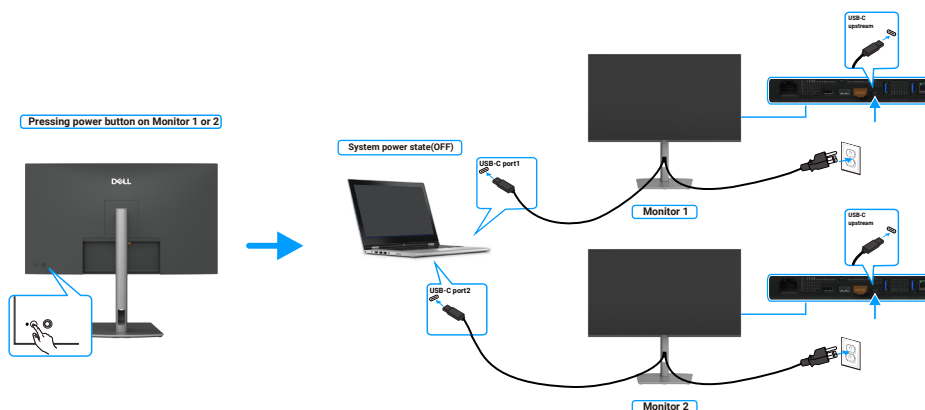 USB-C
upstream
Pressing power button on Monitor 1 or 2
System power state(OFF)
USB-C port1
DELL
Monitor 1
USB-C
upstream
USB-C port2
Monitor 2